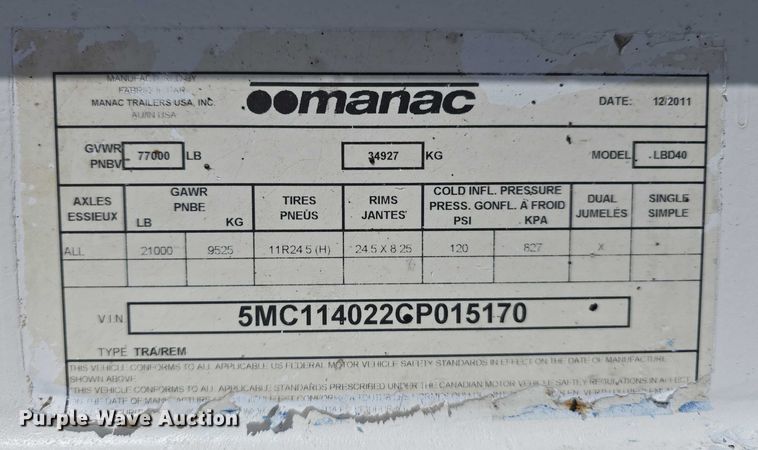 MANUFACTURED BY
FABRIQUE PAR
MANAC TRAILERS USA, INC.
manac
DATE: 12/2011
GVWR
PNBV 77000 LB 34927 KG MODEL LBD40
AXLES
ESSIEUX
GAWR
PNBE
LB KG
TIRES
PNEUS
RIMS
JANTES
COLD INFL. PRESSURE
PRESS. GONFL. A FROID
PSI KPA
DUAL
JUMELÉS
SINGLE
SIMPLE
ALL 21000 9525 11R24.5 (H) 24.5 X 8.25 120 827 X
V.I.N. 5MC114022CP015170
TYPE TRA/REM
THIS VEHICLE CONFORMS TO ALL APPLICABLE US FEDERAL MOTOR VEHICLE SAFETY STANDARDS IN EFFECT ON THE DATE OF MANUFACTURE
SHOWN ABOVE
THIS VEHICLE CONFORMS TO ALL APPLICABLE STANDARDS PRESCRIBED UNDER THE CANADIAN MOTOR VEHICLE SAFETY REGULATIONS IN EFFECT
THE DATE OF MANUFACTURE
Purple Wave Auction